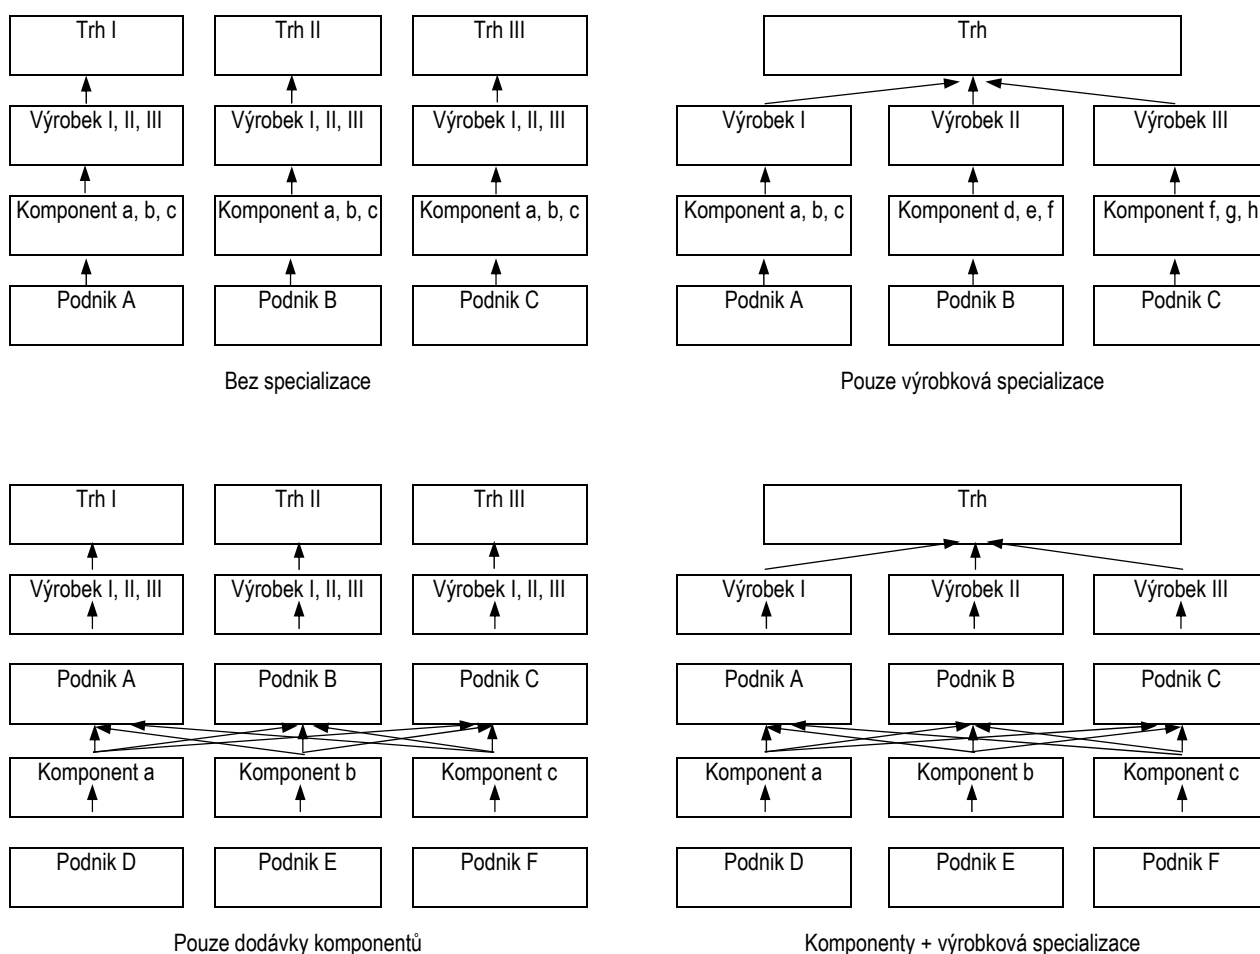 Trh I
Trh II
Trh III
Výrobek I, II, III
Výrobek I, II, III
Výrobek I, II, III
Komponent a, b, c
Komponent a, b, c
Komponent a, b, c
Podnik A
Podnik B
Podnik C
Bez specializace
Trh
Výrobek I
Výrobek II
Výrobek III
Komponent a, b, c
Komponent d, e, f
Komponent f, g, h
Podnik A
Podnik B
Podnik C
Pouze výrobková specializace
Trh I
Trh II
Trh III
Výrobek I, II, III
Výrobek I, II, III
Výrobek I, II, III
Podnik A
Podnik B
Podnik C
Komponent a
Komponent b
Komponent c
Podnik D
Podnik E
Podnik F
Pouze dodávky komponentů
Trh
Výrobek I
Výrobek II
Výrobek III
Podnik A
Podnik B
Podnik C
Komponent a
Komponent b
Komponent c
Podnik D
Podnik E
Podnik F
Komponenty + výrobková specializace